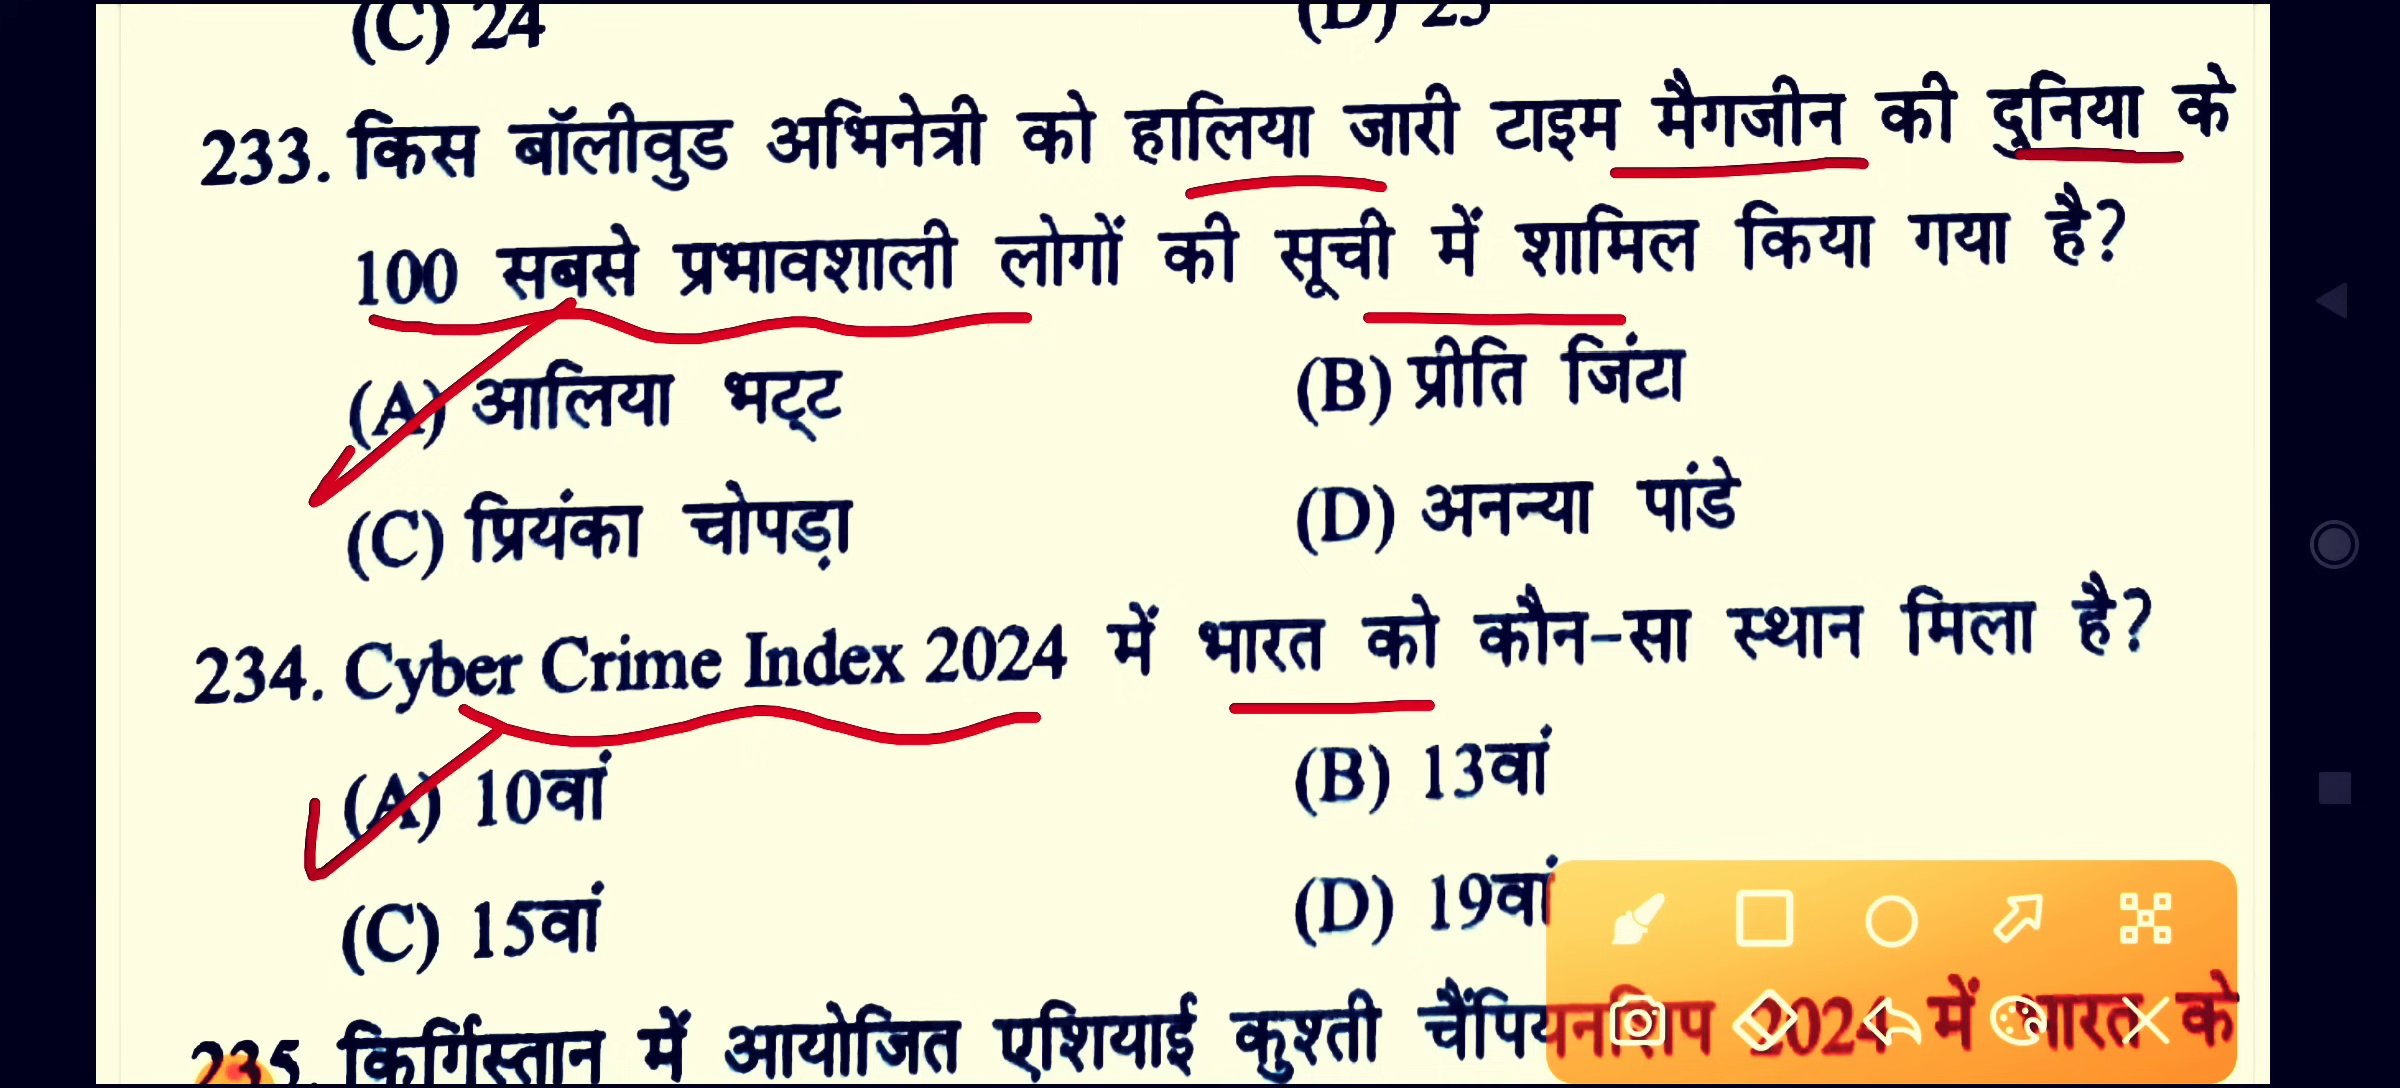 (C) 24 (D) 25
233. किस बॉलीवुड अभिनेत्री को हालिया जारी टाइम मैगजीन की दुनिया के
100 सबसे प्रभावशाली लोगों की सूची में शामिल किया गया है?
(A) आलिया भट्ट (B) प्रीति जिंटा
(C) प्रियंका चोपड़ा (D) अनन्या पांडे
234. Cyber Crime Index 2024 में भारत को कौन-सा स्थान मिला है?
(A) 10वां (B) 13वां
(C) 15वां (D) 19वां
235. किर्गिस्तान में आयोजित एशियाई कुश्ती चैंपियनशिप 2024 में भारत के